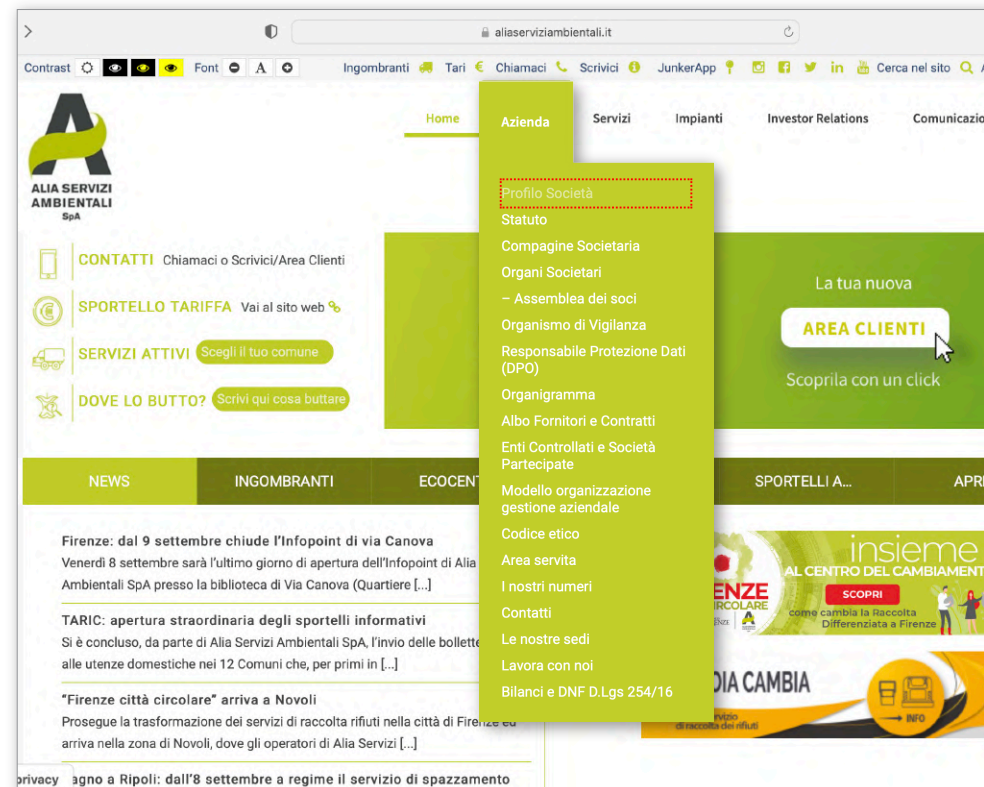 aliaserviziambientali.it
Contrast Font A Ingombranti Tari € Chiamaci Scrivici JunkerApp Cerca nel sito
Home Azienda Servizi Impianti Investor Relations Comunicazio
ALIA SERVIZI
AMBIENTALI
SpA
Profilo Società
Statuto
Compagine Societaria
Organi Societari
– Assemblea dei soci
Organismo di Vigilanza
Responsabile Protezione Dati
(DPO)
Organigramma
Albo Fornitori e Contratti
Enti Controllati e Società
Partecipate
Modello organizzazione
gestione aziendale
Codice etico
Area servita
I nostri numeri
Contatti
Le nostre sedi
Lavora con noi
Bilanci e DNF D.Lgs 254/16
CONTATTI Chiamaci o Scrivici/Area Clienti
SPORTELLO TARIFFA Vai al sito web
SERVIZI ATTIVI Scegli il tuo comune
DOVE LO BUTTO? Scrivi qui cosa buttare
La tua nuova
AREA CLIENTI
Scoprila con un click
NEWS INGOMBRANTI ECOCENT SPORTELLI A... APRI
Firenze: dal 9 settembre chiude l'Infopoint di via Canova
Venerdì 8 settembre sarà l'ultimo giorno di apertura dell'Infopoint di Alia
Ambientali SpA presso la biblioteca di Via Canova (Quartiere [...]
TARIC: apertura straordinaria degli sportelli informativi
Si è concluso, da parte di Alia Servizi Ambientali SpA, l'invio delle bollette
alle utenze domestiche nei 12 Comuni che, per primi in [...]
"Firenze città circolare" arriva a Novoli
Prosegue la trasformazione dei servizi di raccolta rifiuti nella città di Firenze ed
arriva nella zona di Novoli, dove gli operatori di Alia Servizi [...]
privacy agno a Ripoli: dall'8 settembre a regime il servizio di spazzamento
insieme
AL CENTRO DEL CAMBIAMENT
SCOPRI
come cambia la Raccolta
Differenziata a Firenze
ENZE
RCOLARE
DIA CAMBIA
rvizio
di raccolta dei rifiuti
INFO